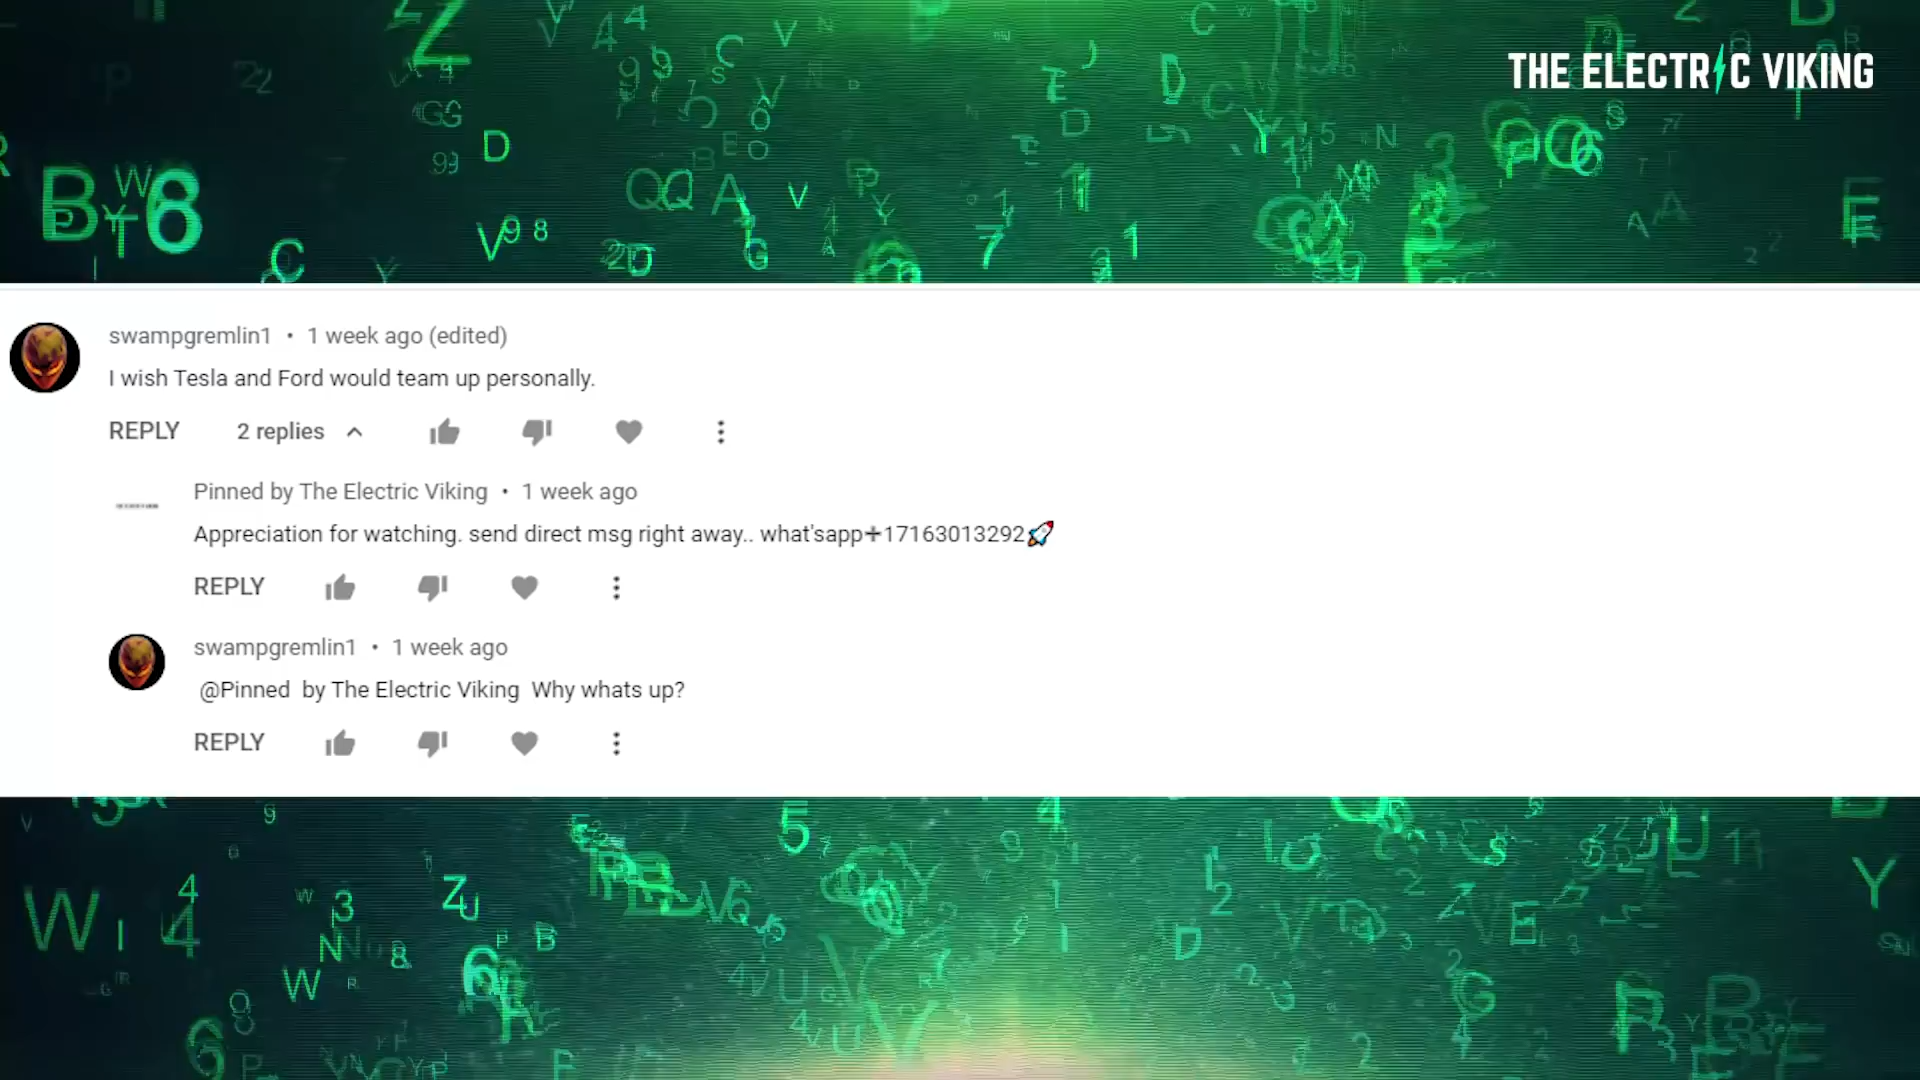 THE ELECTRIC VIKING
swampgremlin1 • 1 week ago (edited)
I wish Tesla and Ford would team up personally.
REPLY 2 replies
Pinned by The Electric Viking • 1 week ago
Appreciation for watching. send direct msg right away.. what'sapp➕17163013292🚀
REPLY
swampgremlin1 • 1 week ago
@Pinned by The Electric Viking Why whats up?
REPLY